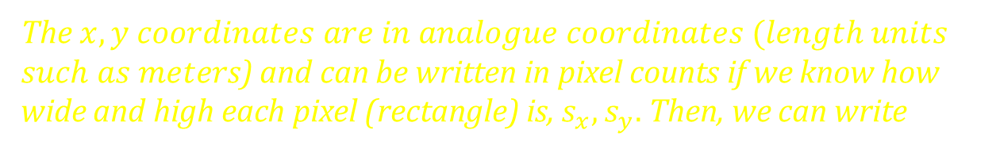 The x, y coordinates are in analogue coordinates (length units
such as meters) and can be written in pixel counts if we know how
wide and high each pixel (rectangle) is, sₓ, s_y. Then, we can write